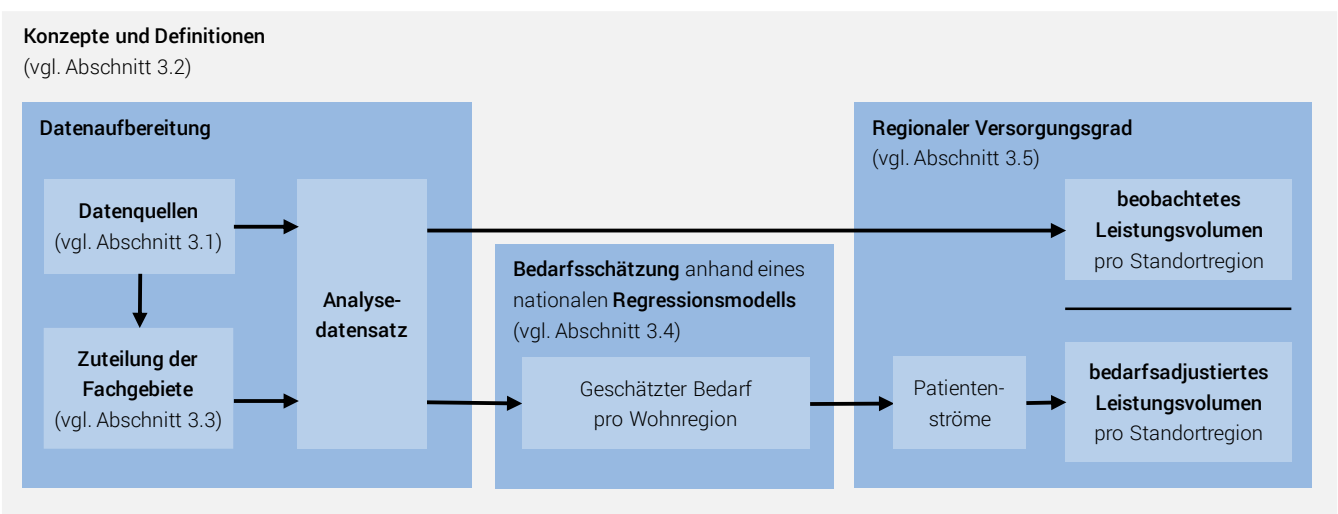 Konzepte und Definitionen
(vgl. Abschnitt 3.2)
Datenaufbereitung
Datenquellen
(vgl. Abschnitt 3.1)
Zuteilung der
Fachgebiete
(vgl. Abschnitt 3.3)
Analyse-
datensatz
Bedarfsschätzung anhand eines
nationalen Regressionsmodells
(vgl. Abschnitt 3.4)
Geschätzter Bedarf
pro Wohnregion
Regionaler Versorgungsgrad
(vgl. Abschnitt 3.5)
beobachtetes
Leistungsvolumen
pro Standortregion
Patienten-
ströme
bedarfsadjustiertes
Leistungsvolumen
pro Standortregion